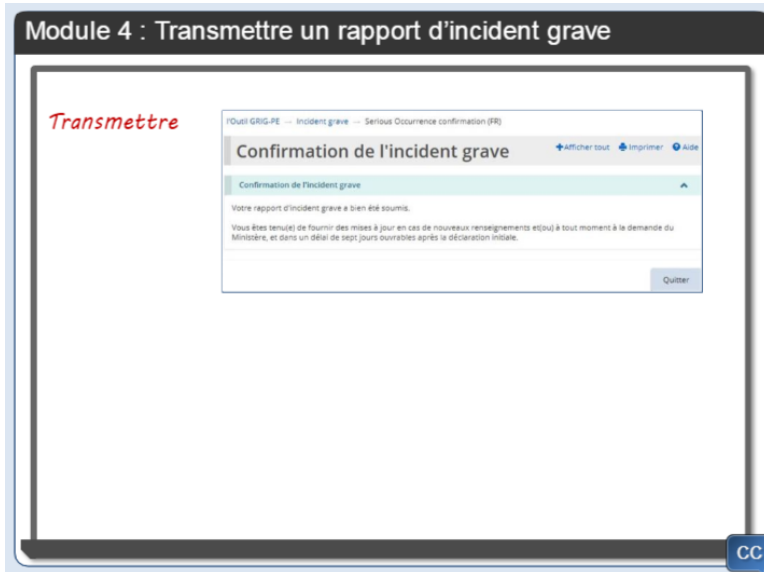 Module 4 : Transmettre un rapport d'incident grave
Transmettre
l'Outil GRIG-PE — Incident grave — Serious Occurrence confirmation (FR)
Confirmation de l'incident grave
Afficher tout Imprimer Aide
Confirmation de l'incident grave
Votre rapport d'incident grave a bien été soumis.
Vous êtes tenu(e) de fournir des mises à jour en cas de nouveaux renseignements et(ou) à tout moment à la demande du
Ministère, et dans un délai de sept jours ouvrables après la déclaration initiale.
Quitter
CC